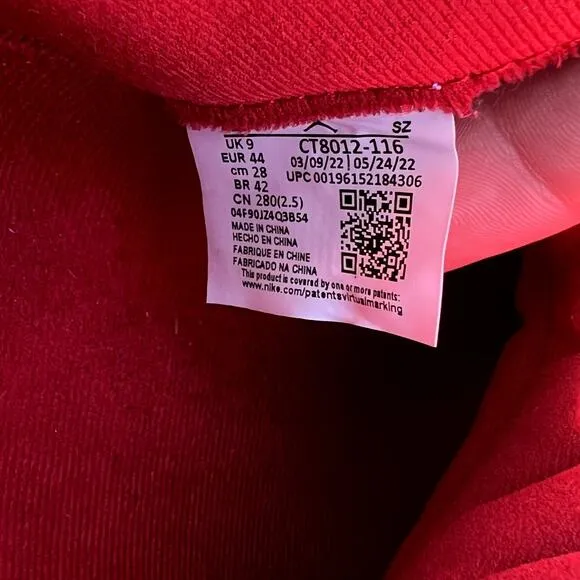 SZ
UK 9 CT8012-116
EUR 44 03/09/22 | 05/24/22
cm 28 UPC 00196152184306
BR 42
CN 280(2.5)
04F90JZ4Q3B54
MADE IN CHINA
HECHO EN CHINA
FABRIQUE EN CHINE
FABRICADO NA CHINA
This product is covered by one or more patents:
www.nike.com/patentsvirtualmarking